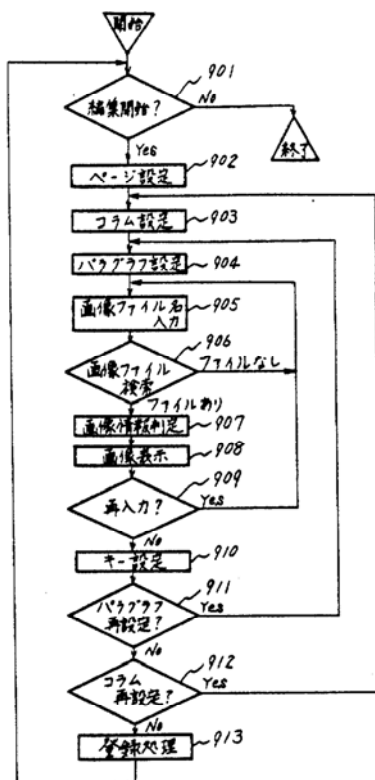 開始
901
編集開始?
No
終了
Yes
902
ページ設定
コラム設定
903
パラグラフ設定
904
画像ファイル名
入力
905
906
画像ファイル
検索
ファイルなし
ファイルあり
画像情報判定
907
画像表示
908
909
再入力?
Yes
No
キー設定
910
911
パラグラフ
再設定?
Yes
No
912
コラム
再設定?
Yes
No
登録処理
913